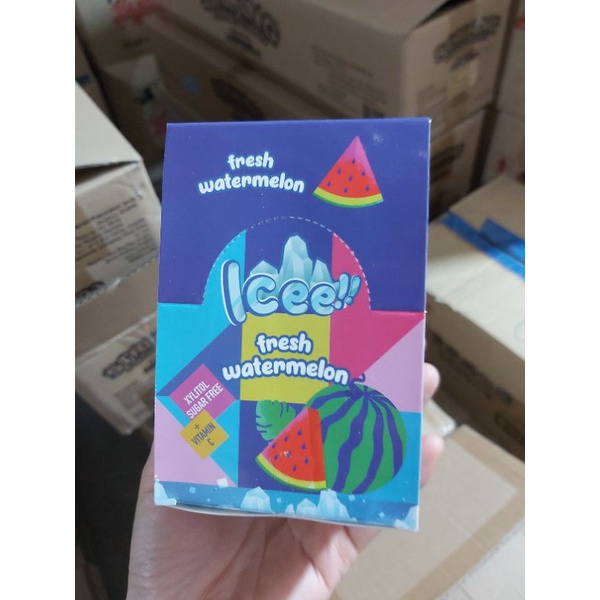 fresh
watermelon
Icee!!
fresh
watermelon
XYLITOL
SUGAR FREE
+
VITAMIN
C